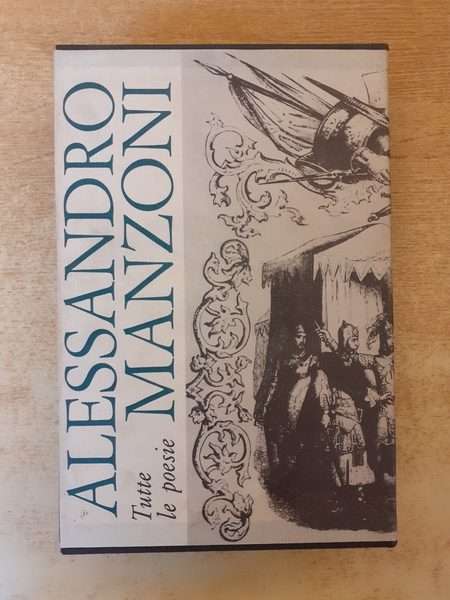 ALESSANDRO
MANZONI
Tutte
le poesie